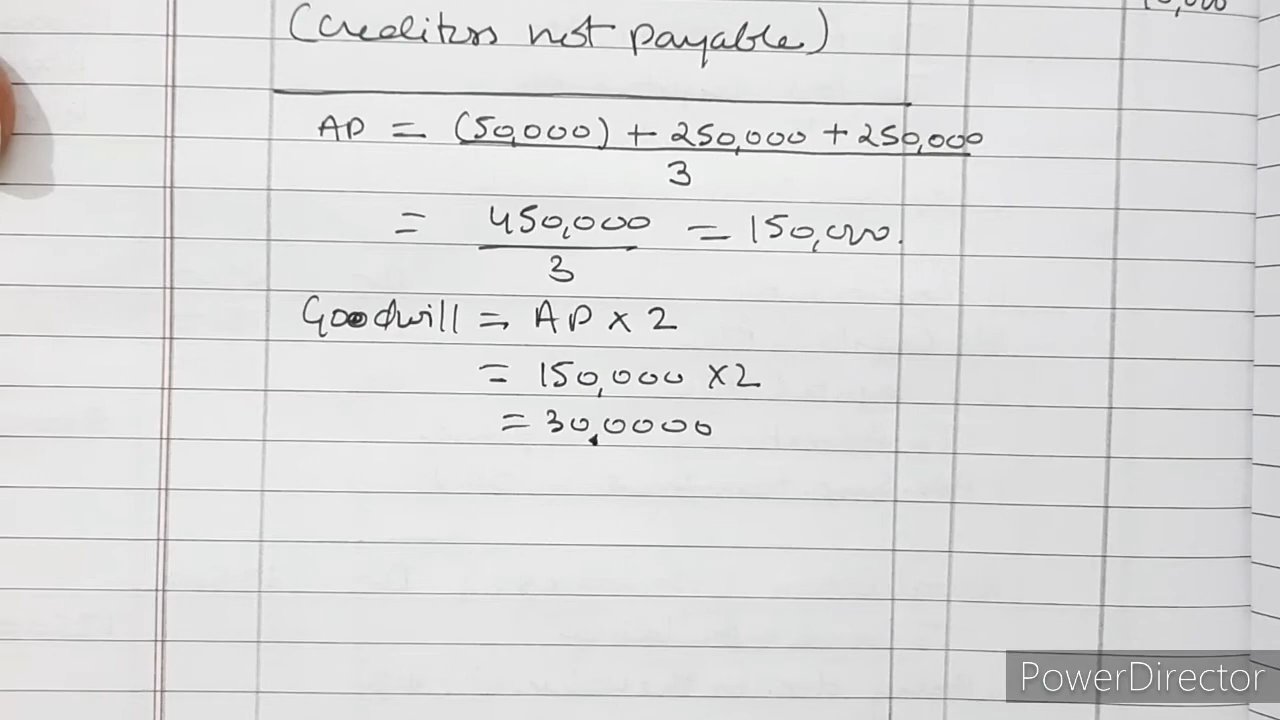 (Creditors not payable)
AP = (50,000) + 250,000 + 250,000
3
= 450,000 = 150,000.
3
Goodwill = AP × 2
= 150,000 × 2
= 30,0000
PowerDirector